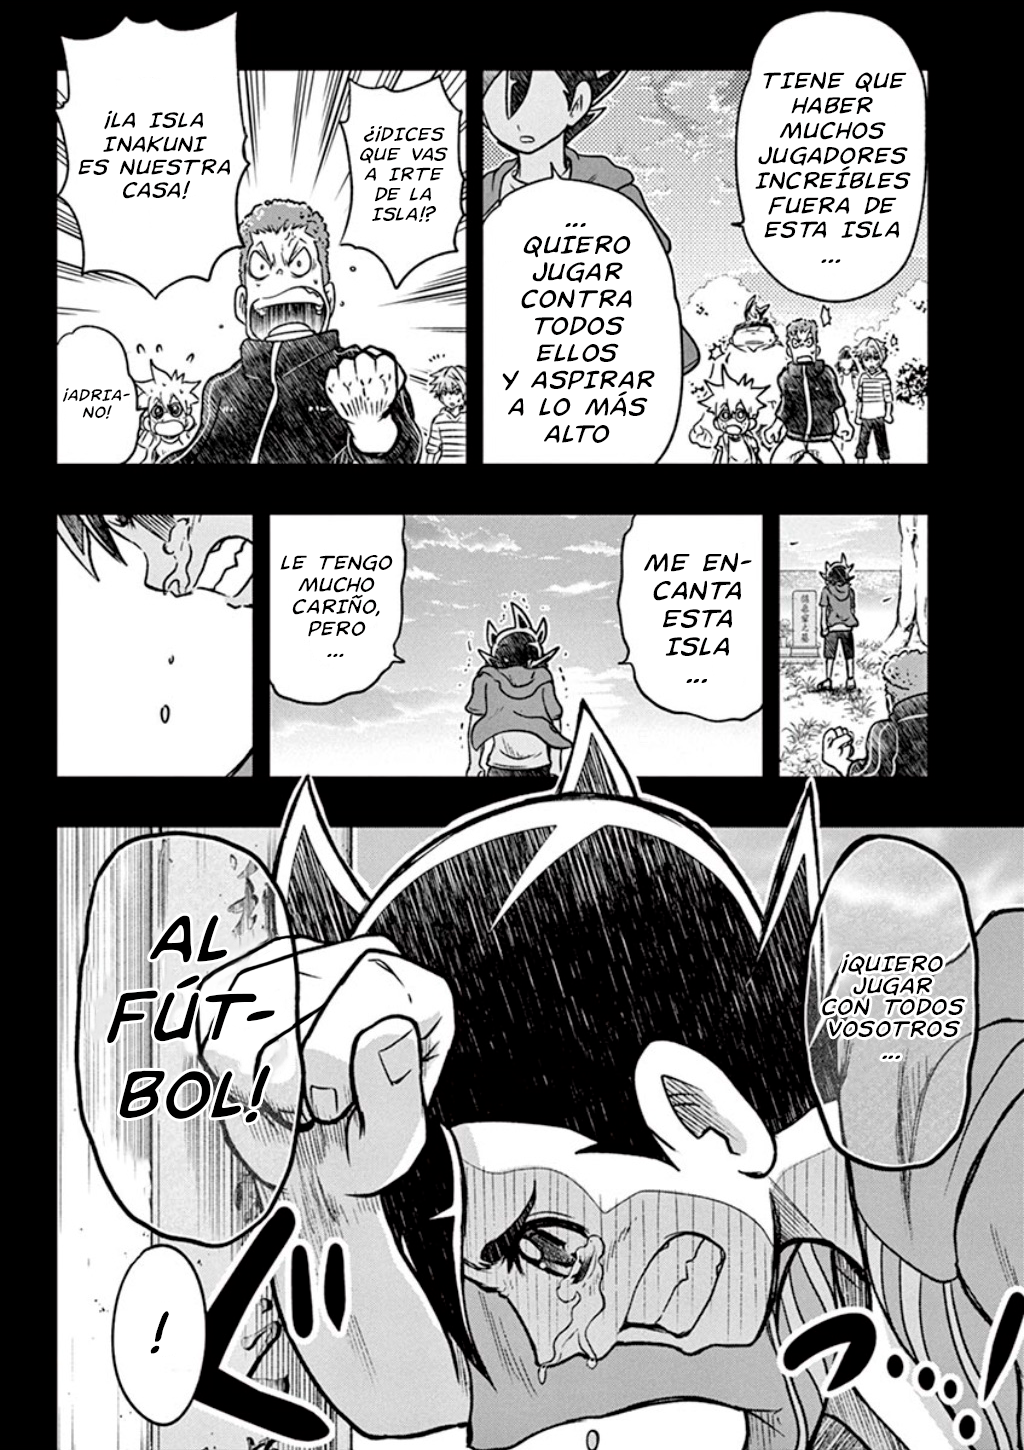 TIENE QUE
HABER
MUCHOS
JUGADORES
INCREÍBLES
FUERA DE
ESTA ISLA
...
...
QUIERO
JUGAR
CONTRA
TODOS
ELLOS
Y ASPIRAR
A LO MÁS
ALTO
¿¡DICES
QUE VAS
A IRTE
DE LA
ISLA!?
¡LA ISLA
INAKUNI
ES NUESTRA
CASA!
¡ADRIA-
NO!
ME EN-
CANTA
ESTA
ISLA
...
LE TENGO
MUCHO
CARIÑO,
PERO
...
¡QUIERO
JUGAR
CON TODOS
VOSOTROS
...
AL
FÚT-
BOL!
!